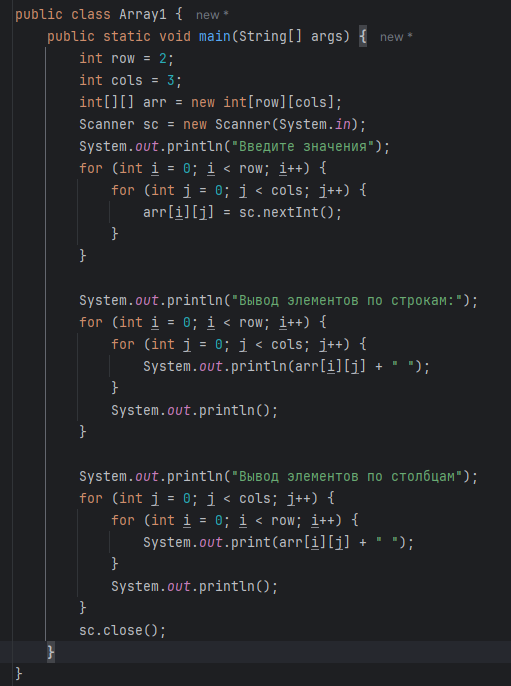 public class Array1 {  new *
    public static void main(String[] args) {  new *
        int row = 2;
        int cols = 3;
        int[][] arr = new int[row][cols];
        Scanner sc = new Scanner(System.in);
        System.out.println("Введите значения");
        for (int i = 0; i < row; i++) {
            for (int j = 0; j < cols; j++) {
                arr[i][j] = sc.nextInt();
            }
        }

        System.out.println("Вывод элементов по строкам:");
        for (int i = 0; i < row; i++) {
            for (int j = 0; j < cols; j++) {
                System.out.println(arr[i][j] + " ");
            }
            System.out.println();
        }

        System.out.println("Вывод элементов по столбцам");
        for (int j = 0; j < cols; j++) {
            for (int i = 0; i < row; i++) {
                System.out.print(arr[i][j] + " ");
            }
            System.out.println();
        }
        sc.close();
    }
}